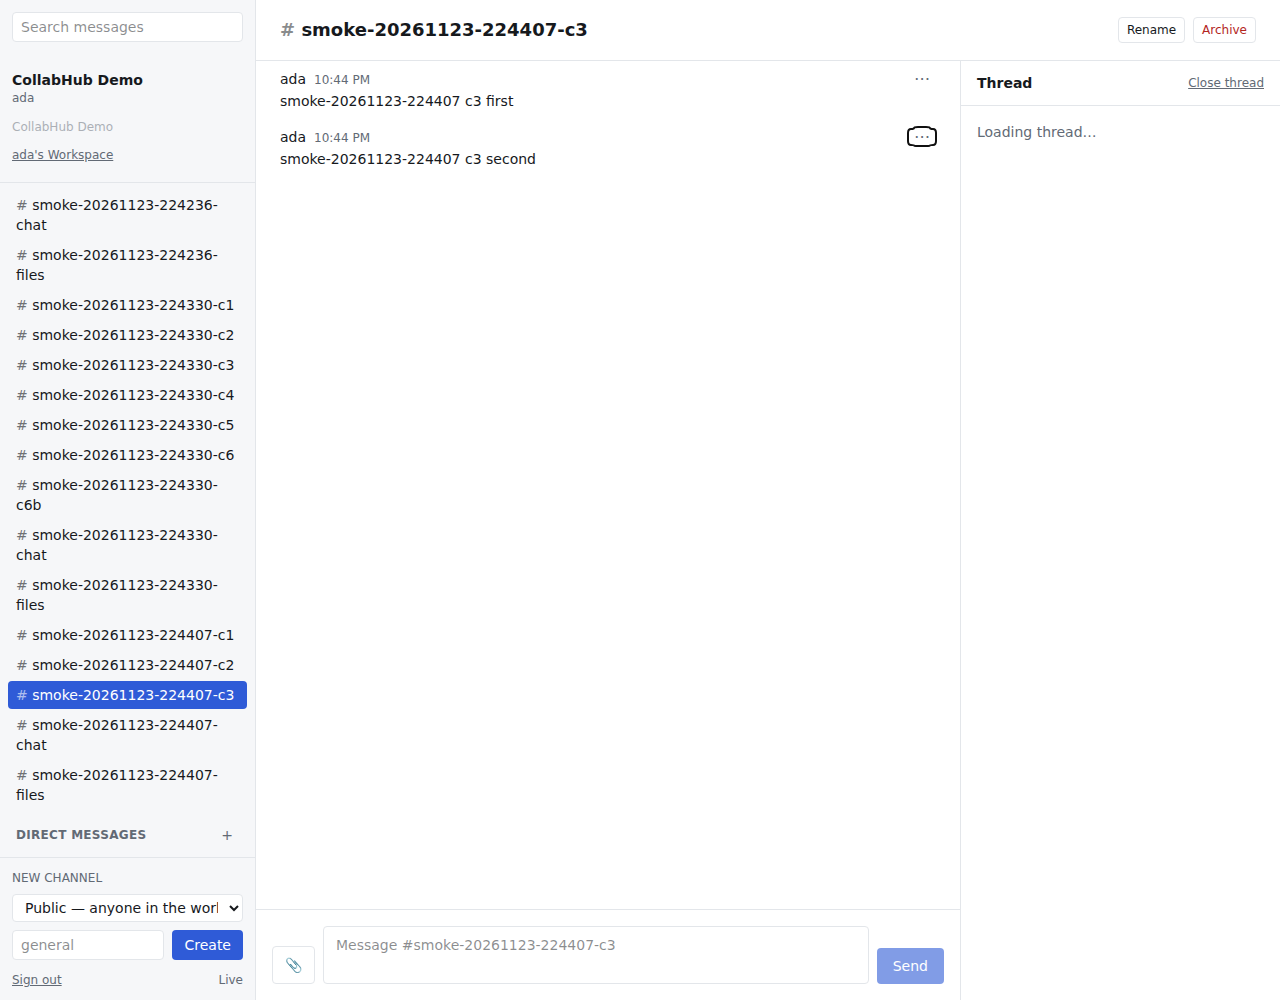 Search messages
CollabHub Demo
ada
CollabHub Demo
ada's Workspace
# smoke-20261123-224236-
chat
# smoke-20261123-224236-
files
# smoke-20261123-224330-c1
# smoke-20261123-224330-c2
# smoke-20261123-224330-c3
# smoke-20261123-224330-c4
# smoke-20261123-224330-c5
# smoke-20261123-224330-c6
# smoke-20261123-224330-
c6b
# smoke-20261123-224330-
chat
# smoke-20261123-224330-
files
# smoke-20261123-224407-c1
# smoke-20261123-224407-c2
# smoke-20261123-224407-c3
# smoke-20261123-224407-
chat
# smoke-20261123-224407-
files
DIRECT MESSAGES +
NEW CHANNEL
Public — anyone in the worl
general
Create
Sign out
Live
# smoke-20261123-224407-c3
Rename
Archive
ada 10:44 PM ...
smoke-20261123-224407 c3 first
ada 10:44 PM ...
smoke-20261123-224407 c3 second
Message #smoke-20261123-224407-c3
Send
Thread
Close thread
Loading thread…